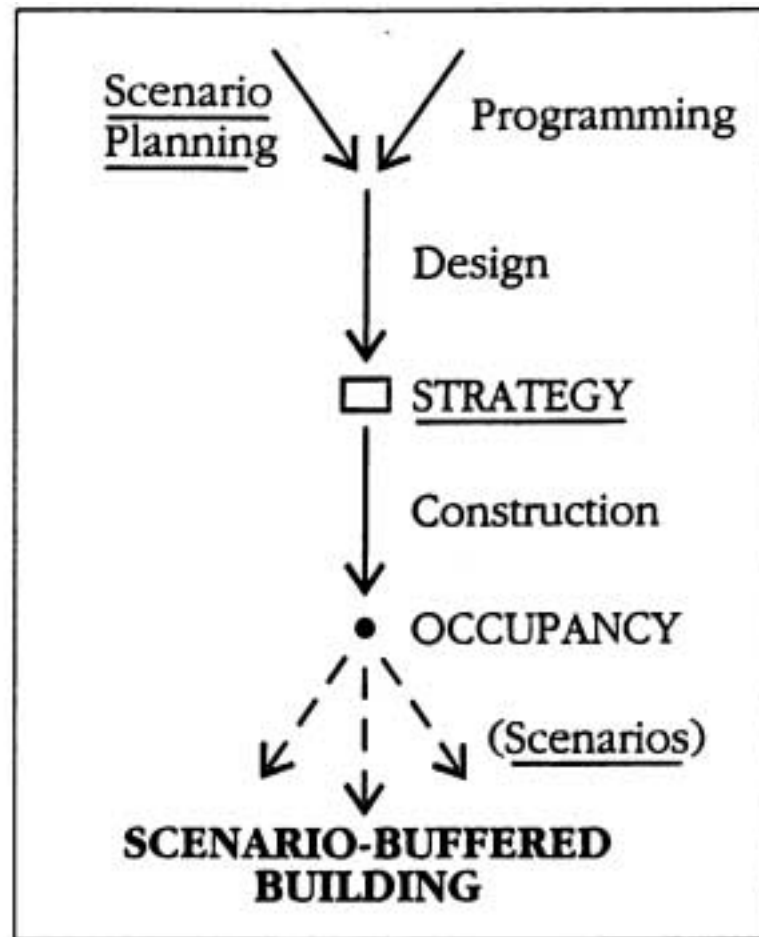 Scenario
Planning
Programming
Design
STRATEGY
Construction
OCCUPANCY
(Scenarios)
SCENARIO-BUFFERED
BUILDING